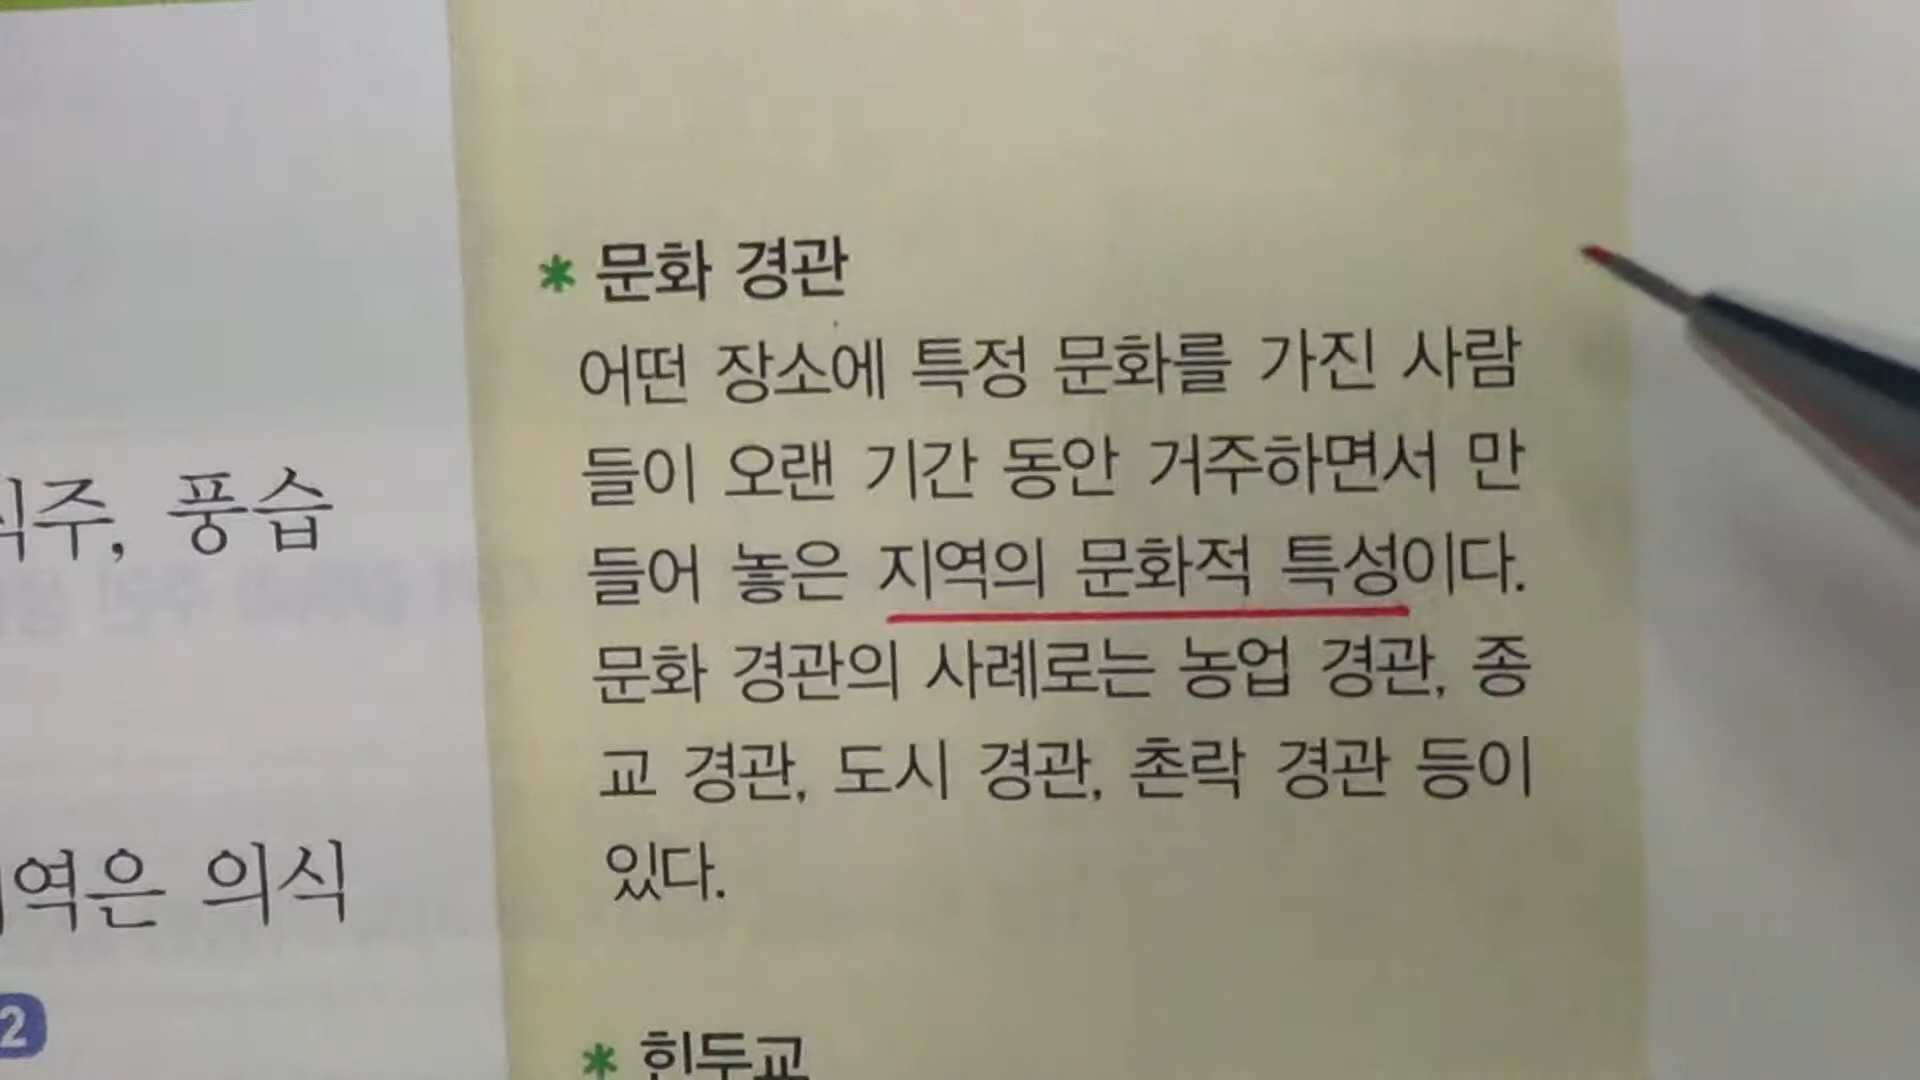 풍습
역은 의식
2
* 문화 경관
어떤 장소에 특정 문화를 가진 사람
들이 오랜 기간 동안 거주하면서 만
들어 놓은 지역의 문화적 특성이다.
문화 경관의 사례로는 농업 경관, 종
교 경관, 도시 경관, 촌락 경관 등이
있다.
* 힌두교